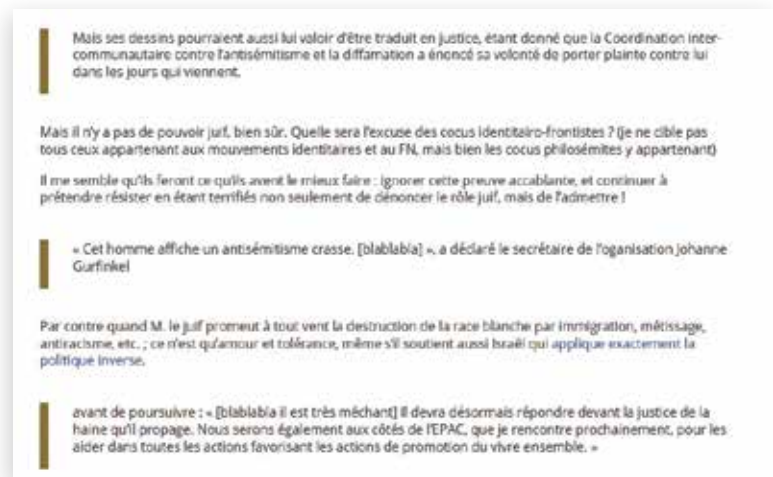 Mais ses dessins pourraient aussi lui valoir d'être traduit en justice, étant donné que la Coordination inter-
communautaire contre l'antisémitisme et la diffamation a énoncé sa volonté de porter plainte contre lui
dans les jours qui viennent.
Mais il n'y a pas de pouvoir juif, bien sûr. Quelle sera l'excuse des cocus identitairo-frontistes ? (je ne cible pas
tous ceux appartenant aux mouvements identitaires et au FN, mais bien les cocus philosémites y appartenant)
Il me semble qu'ils feront ce qu'ils avent le mieux faire : ignorer cette preuve accablante, et continuer à
prétendre résister en étant terrifiés non seulement de dénoncer le rôle juif, mais de l'admettre !
« Cet homme affiche un antisémitisme crasse. [blablabla] », a déclaré le secrétaire de l'oganisation Johanne
Gurfinkel
Par contre quand M. le juif promeut à tout vent la destruction de la race blanche par immigration, métissage,
antiracisme, etc. ; ce n'est qu'amour et tolérance, même s'il soutient aussi Israël qui applique exactement la
politique inverse.
avant de poursuivre : « [blablabla il est très méchant] Il devra désormais répondre devant la justice de la
haine qu'il propage. Nous serons également aux côtés de l'EPAC, que je rencontre prochainement, pour les
aider dans toutes les actions favorisant les actions de promotion du vivre ensemble. »